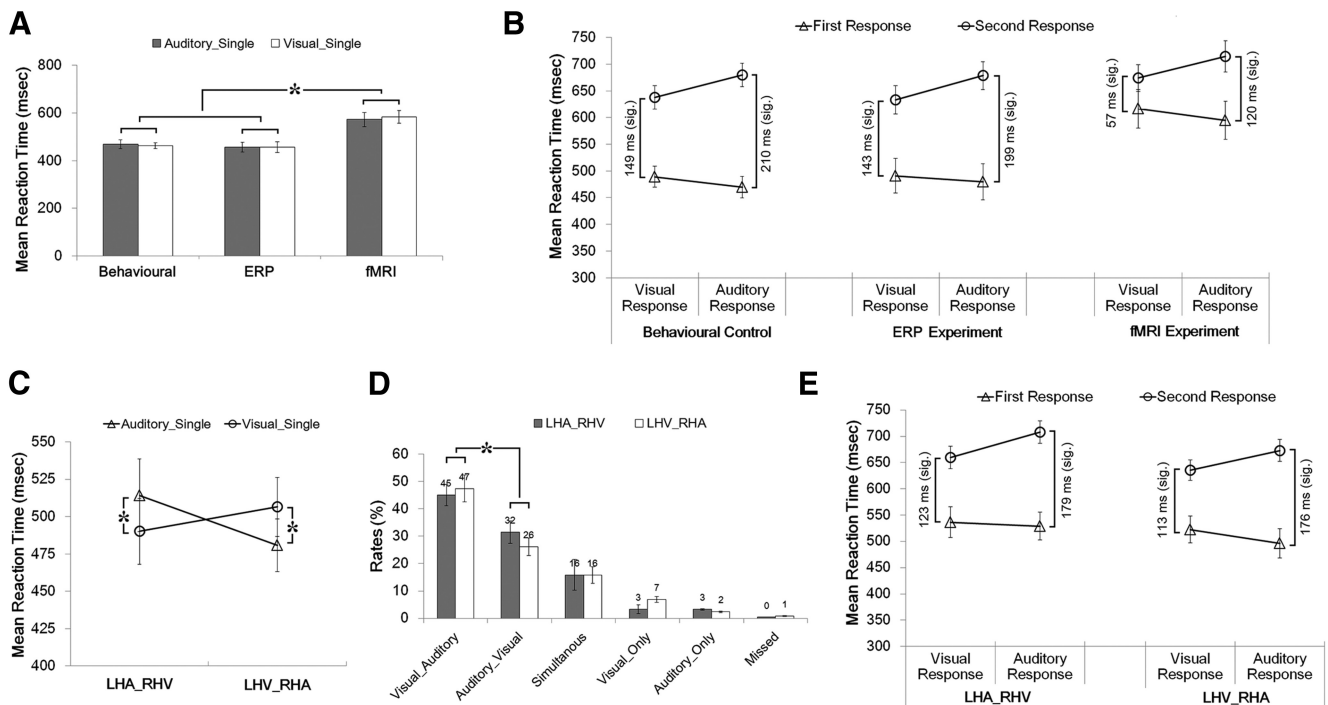 A
Auditory_Single Visual_Single
Mean Reaction Time (msec)
800
600
400
200
0
*
Behavioural ERP fMRI
B
First Response Second Response
Mean Reaction Time (msec)
750
700
650
600
550
500
450
400
350
300
149 ms (sig.)
210 ms (sig.)
143 ms (sig.)
199 ms (sig.)
57 ms (sig.)
120 ms (sig.)
Visual Auditory Visual Auditory Visual Auditory
Response Response Response Response Response Response
Behavioural Control ERP Experiment fMRI Experiment
C
Auditory_Single Visual_Single
Mean Reaction Time (msec)
550
525
500
475
450
425
400
* *
LHA_RHV LHV_RHA
D
LHA_RHV LHV_RHA
Rates (%)
60
50
40
30
20
10
0
*
45 47
32 26
16 16
3 7
3 2
0 1
Visual_Auditory
Auditory_Visual
Simultanous
Visual_Only
Auditory_Only
Missed
E
First Response Second Response
Mean Reaction Time (msec)
750
700
650
600
550
500
450
400
350
300
123 ms (sig.)
179 ms (sig.)
113 ms (sig.)
176 ms (sig.)
Visual Auditory Visual Auditory
Response Response Response Response
LHA_RHV LHV_RHA